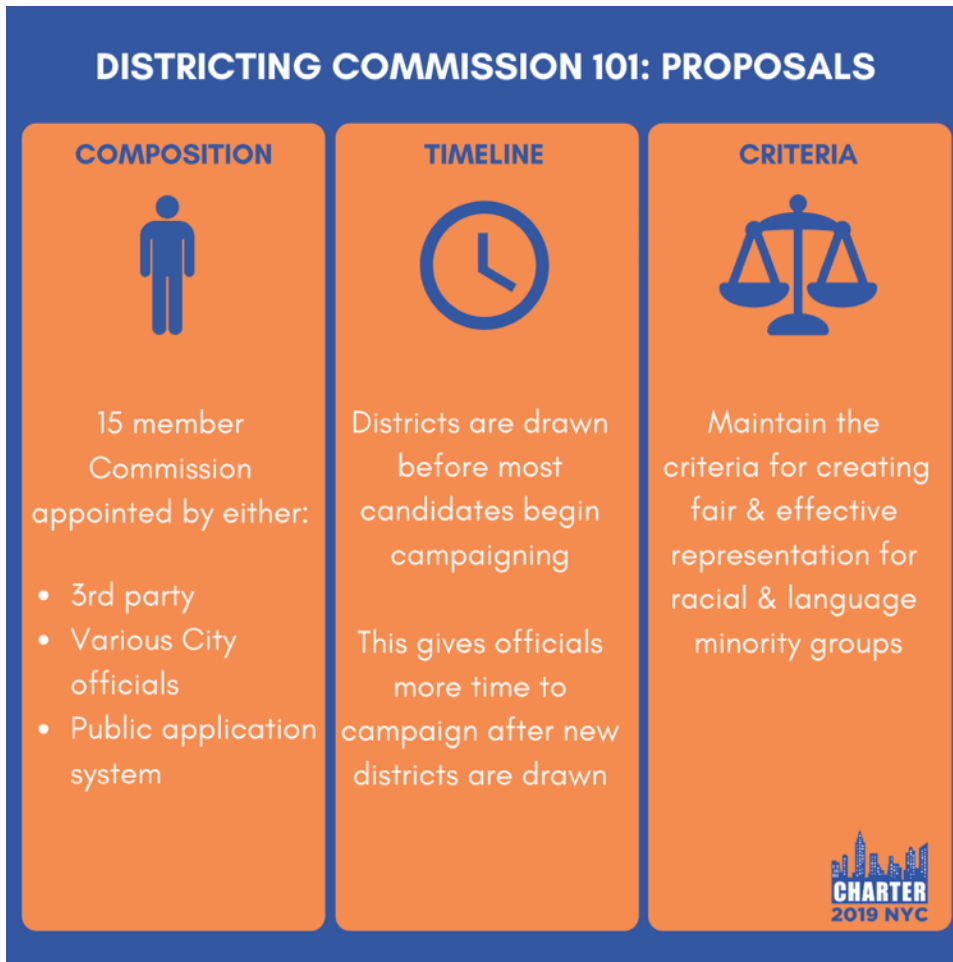 DISTRICTING COMMISSION 101: PROPOSALS
COMPOSITION
15 member
Commission
appointed by either:
• 3rd party
• Various City
officials
• Public application
system
TIMELINE
Districts are drawn
before most
candidates begin
campaigning
This gives officials
more time to
campaign after new
districts are drawn
CRITERIA
Maintain the
criteria for creating
fair & effective
representation for
racial & language
minority groups
CHARTER
2019 NYC